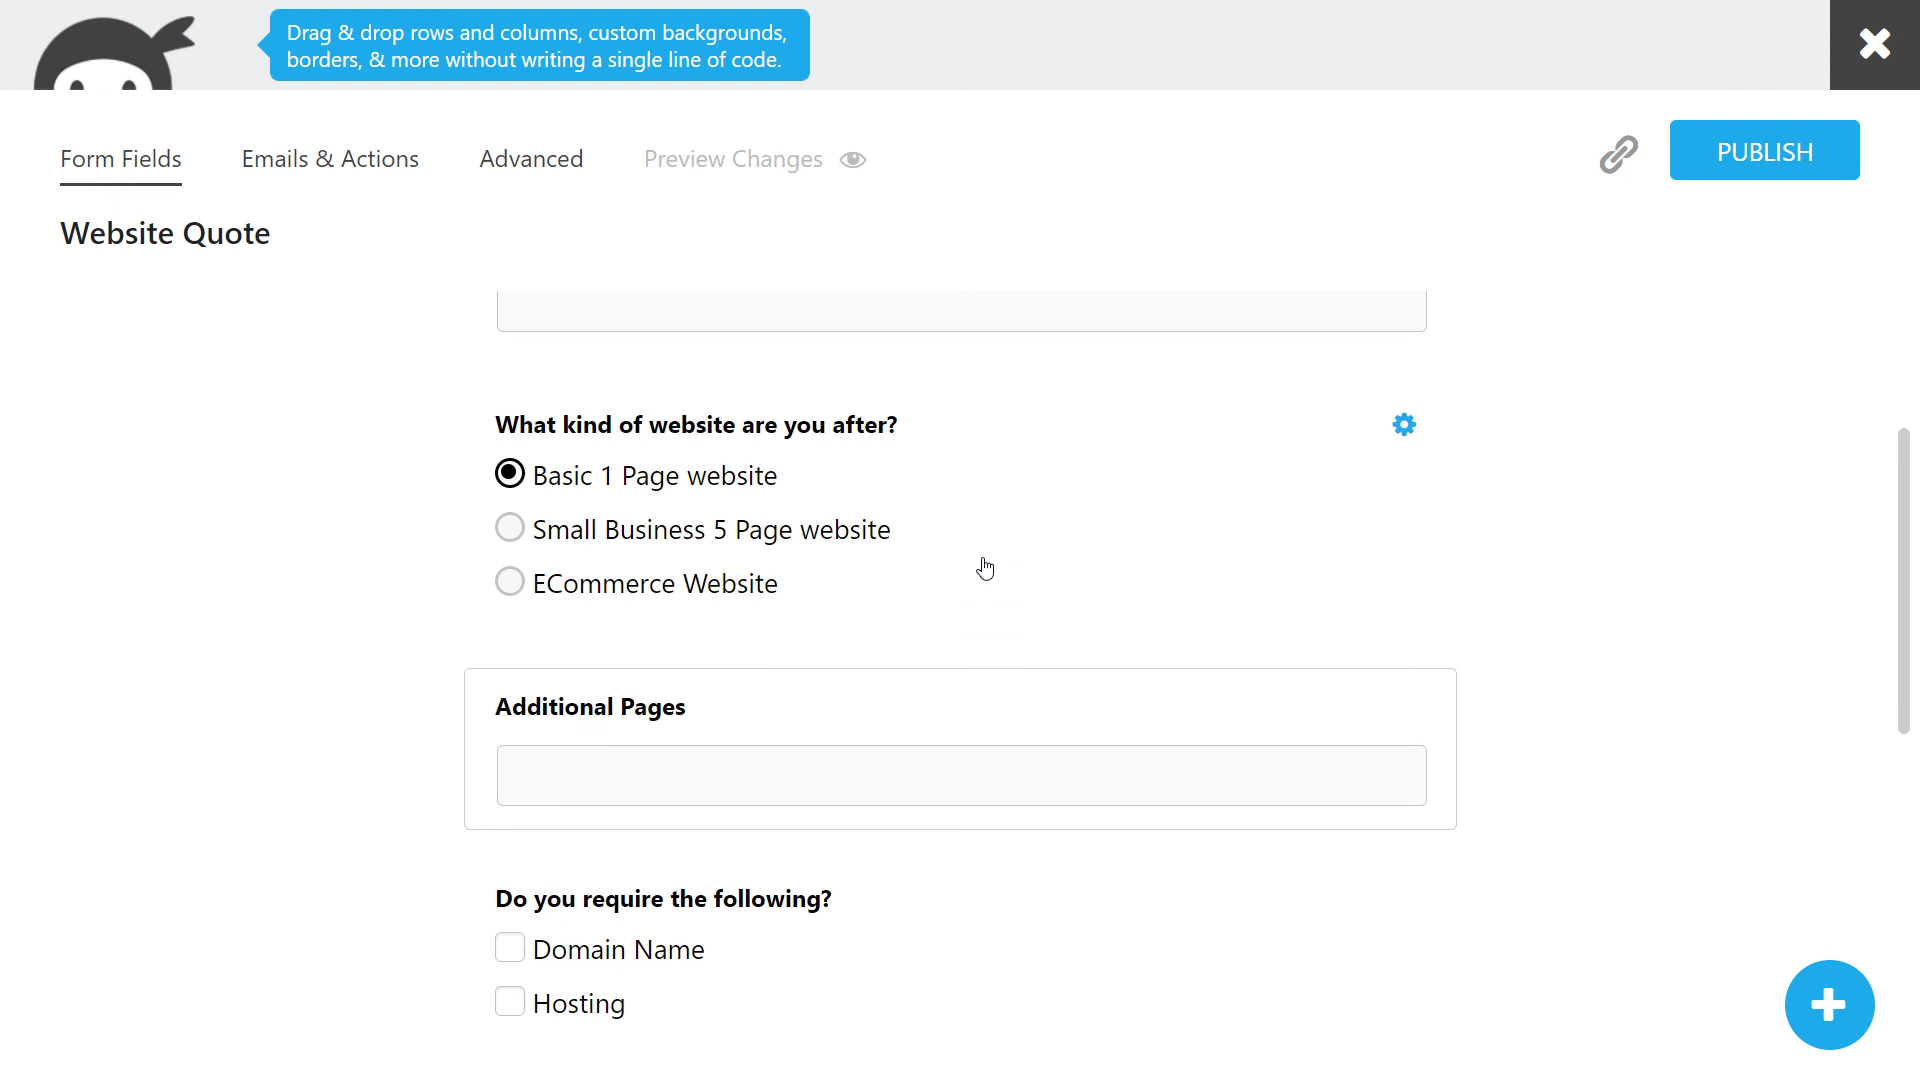 Drag & drop rows and columns, custom backgrounds,
borders, & more without writing a single line of code.
Form Fields
Emails & Actions
Advanced
Preview Changes
PUBLISH
Website Quote
What kind of website are you after?
Basic 1 Page website
Small Business 5 Page website
ECommerce Website
Additional Pages
Do you require the following?
Domain Name
Hosting